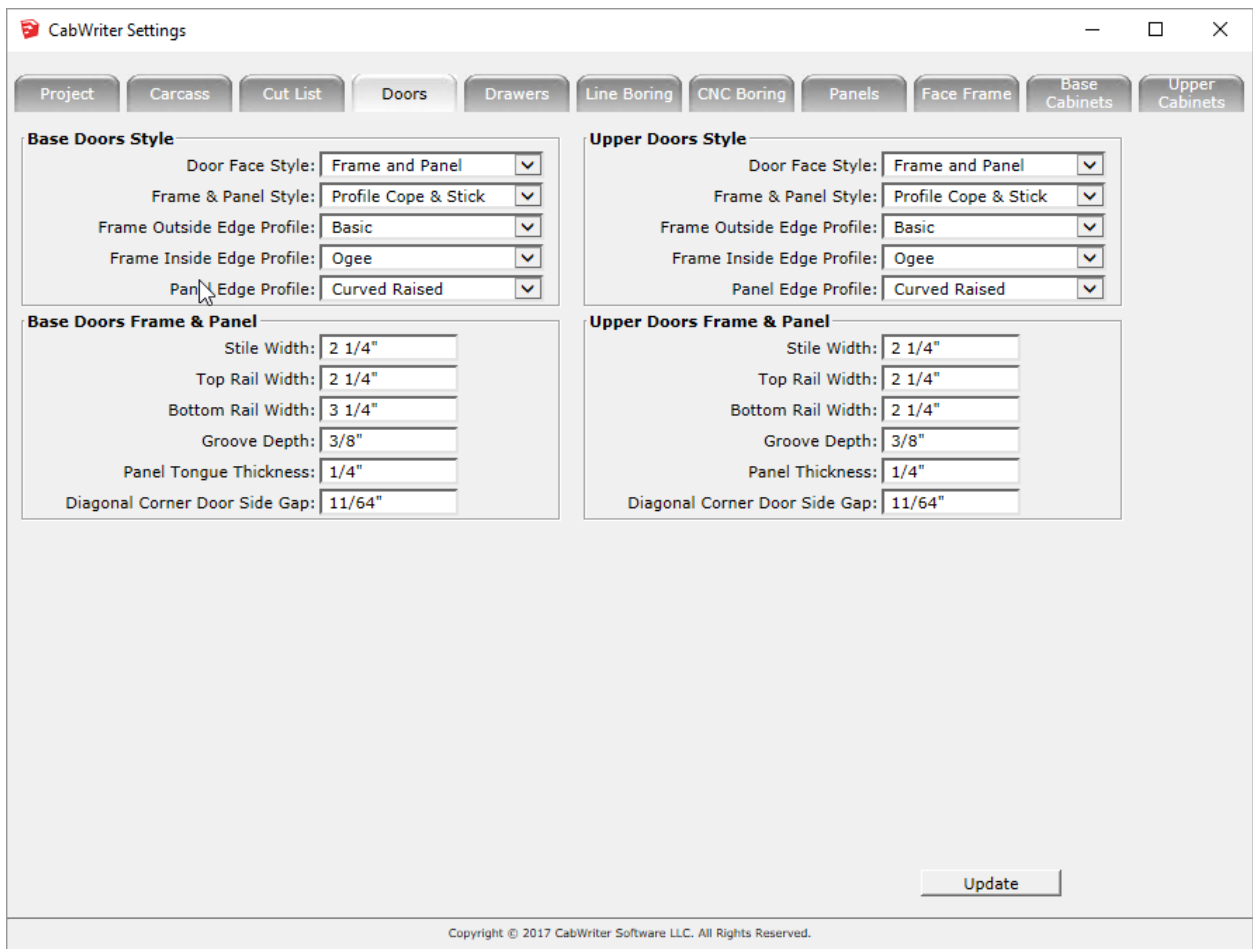 CabWriter Settings
Project Carcass Cut List Doors Drawers Line Boring CNC Boring Panels Face Frame Base Cabinets Upper Cabinets
Base Doors Style
Door Face Style: Frame and Panel
Frame & Panel Style: Profile Cope & Stick
Frame Outside Edge Profile: Basic
Frame Inside Edge Profile: Ogee
Panel Edge Profile: Curved Raised
Base Doors Frame & Panel
Stile Width: 2 1/4"
Top Rail Width: 2 1/4"
Bottom Rail Width: 3 1/4"
Groove Depth: 3/8"
Panel Tongue Thickness: 1/4"
Diagonal Corner Door Side Gap: 11/64"
Upper Doors Style
Door Face Style: Frame and Panel
Frame & Panel Style: Profile Cope & Stick
Frame Outside Edge Profile: Basic
Frame Inside Edge Profile: Ogee
Panel Edge Profile: Curved Raised
Upper Doors Frame & Panel
Stile Width: 2 1/4"
Top Rail Width: 2 1/4"
Bottom Rail Width: 2 1/4"
Groove Depth: 3/8"
Panel Thickness: 1/4"
Diagonal Corner Door Side Gap: 11/64"
Update
Copyright © 2017 CabWriter Software LLC. All Rights Reserved.